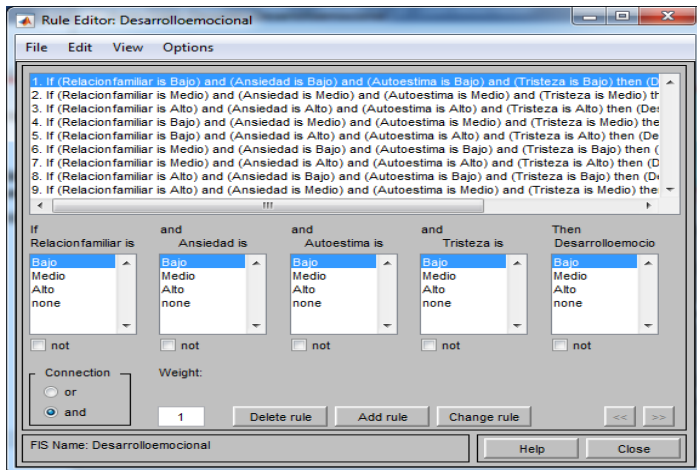 Rule Editor: Desarrolloemocional
File Edit View Options
1. If (Relacionfamiliar is Bajo) and (Ansiedad is Bajo) and (Autoestima is Bajo) and (Tristeza is Bajo) then (D
2. If (Relacionfamiliar is Medio) and (Ansiedad is Medio) and (Autoestima is Medio) and (Tristeza is Medio) th
3. If (Relacionfamiliar is Alto) and (Ansiedad is Alto) and (Autoestima is Alto) and (Tristeza is Alto) then (Des
4. If (Relacionfamiliar is Bajo) and (Ansiedad is Medio) and (Autoestima is Medio) and (Tristeza is Medio) the
5. If (Relacionfamiliar is Bajo) and (Ansiedad is Alto) and (Autoestima is Alto) and (Tristeza is Alto) then (De
6. If (Relacionfamiliar is Medio) and (Ansiedad is Bajo) and (Autoestima is Bajo) and (Tristeza is Bajo) then (
7. If (Relacionfamiliar is Medio) and (Ansiedad is Alto) and (Autoestima is Alto) and (Tristeza is Alto) then (D
8. If (Relacionfamiliar is Alto) and (Ansiedad is Bajo) and (Autoestima is Bajo) and (Tristeza is Bajo) then (De
9. If (Relacionfamiliar is Alto) and (Ansiedad is Medio) and (Autoestima is Medio) and (Tristeza is Medio) the
If and and and Then
Relacionfamiliar is Ansiedad is Autoestima is Tristeza is Desarrolloemocio
Bajo Bajo Bajo Bajo Bajo
Medio Medio Medio Medio Medio
Alto Alto Alto Alto Alto
none none none none none
not not not not not
Connection Weight:
or
and 1 Delete rule Add rule Change rule << >>
FIS Name: Desarrolloemocional Help Close